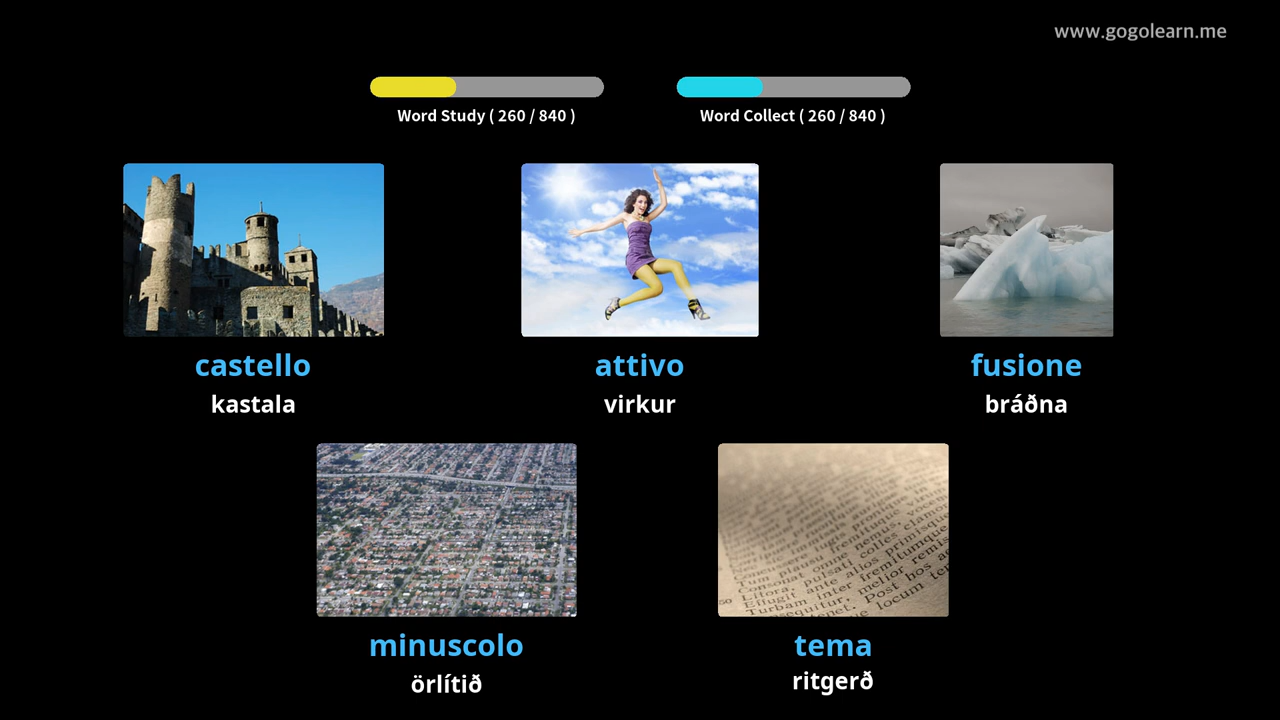 www.gogolearn.me
Word Study ( 260 / 840 )
Word Collect ( 260 / 840 )
castello
kastala
attivo
virkur
fusione
bráðna
minuscolo
örlítið
tema
ritgerð